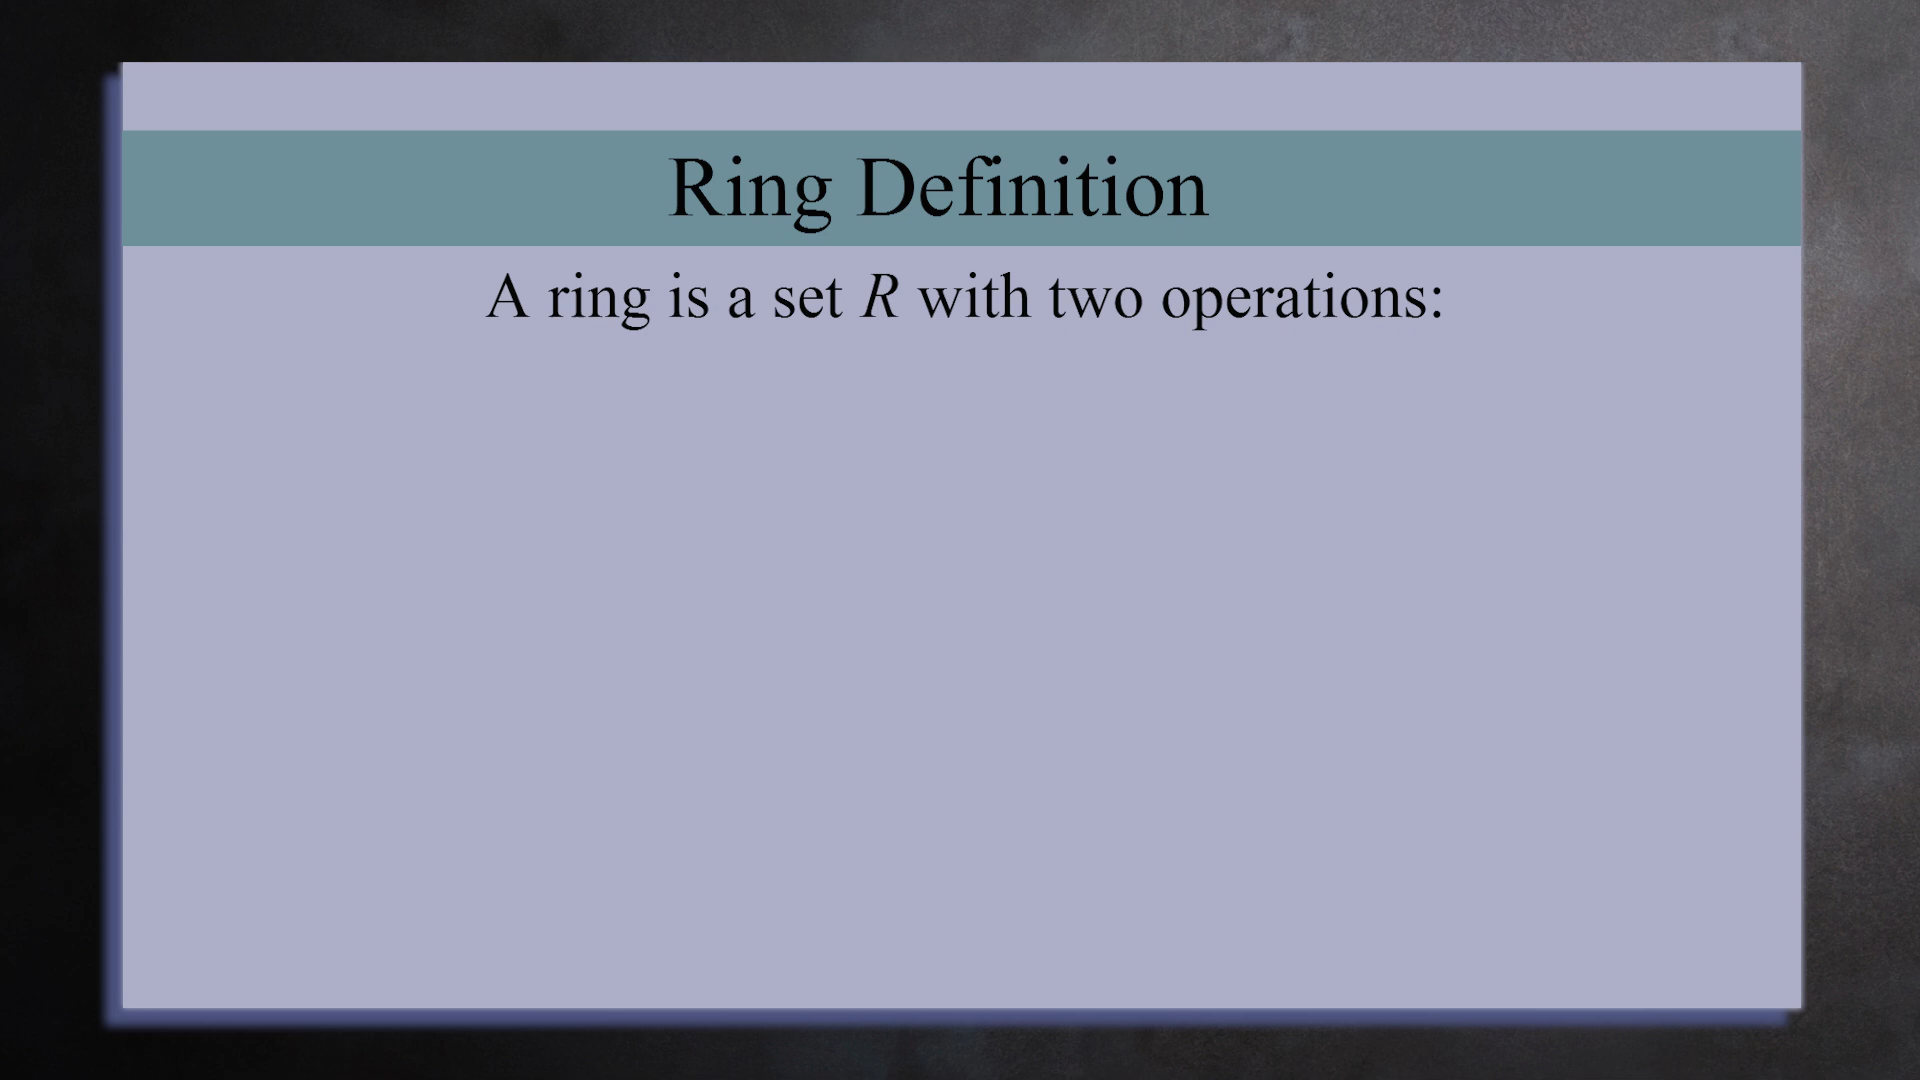 Ring Definition
A ring is a set R with two operations: